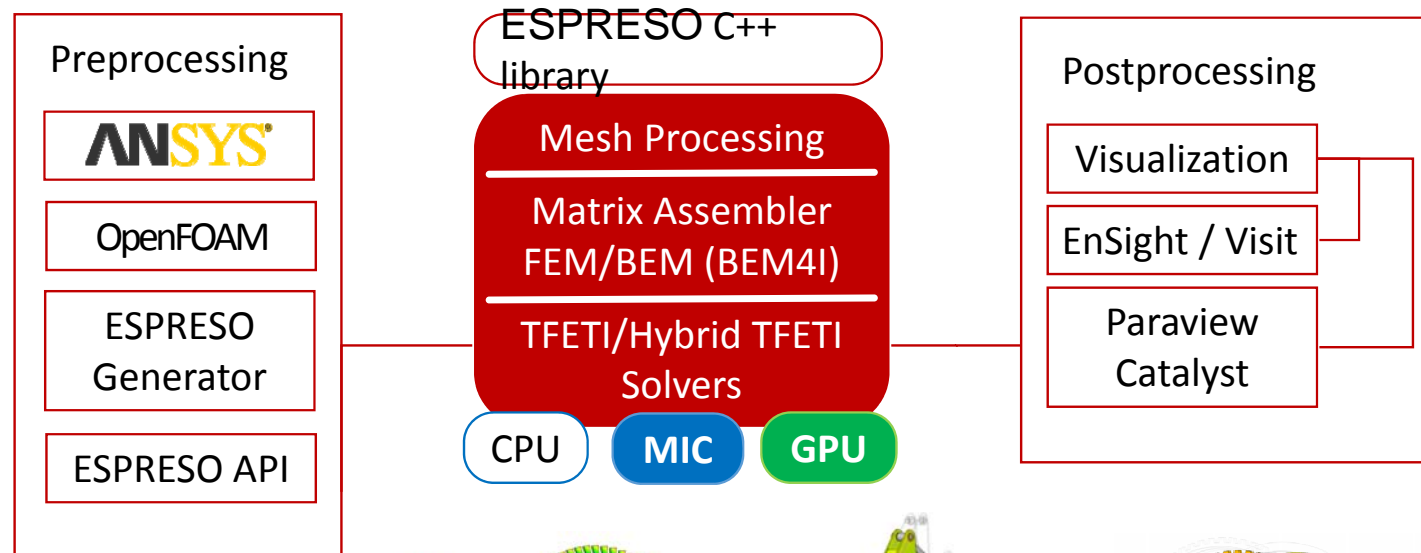 Preprocessing
ANSYS®
OpenFOAM
ESPRESO
Generator
ESPRESO API
ESPRESO C++
library
Mesh Processing
Matrix Assembler
FEM/BEM (BEM4I)
TFETI/Hybrid TFETI
Solvers
CPU
MIC
GPU
Postprocessing
Visualization
EnSight / Visit
Paraview
Catalyst